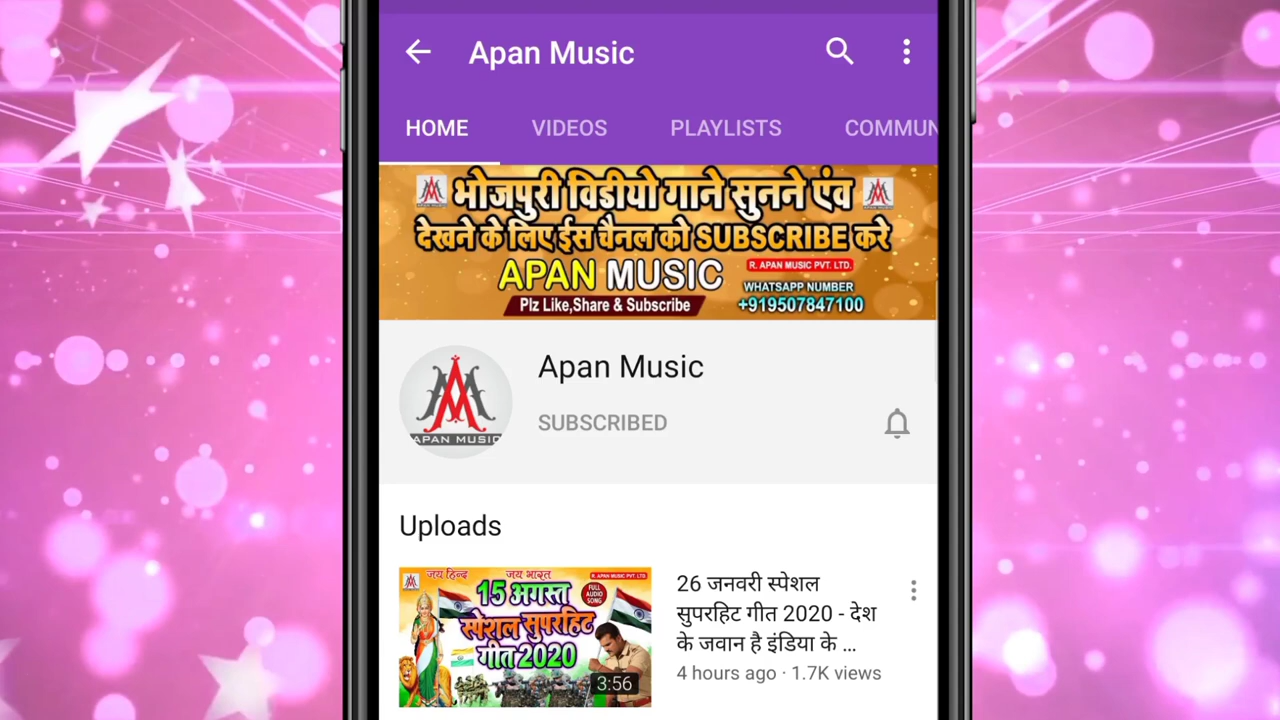 Apan Music
HOME VIDEOS PLAYLISTS COMMUN
भोजपुरी विडीयो गाने सुनने एंव
देखने के लिए ईस चैनल को SUBSCRIBE करे
APAN MUSIC
R. APAN MUSIC PVT. LTD.
WHATSAPP NUMBER
Plz Like,Share & Subscribe
+919507847100
Apan Music
SUBSCRIBED
APAN MUSIC
Uploads
जय हिन्द जय भारत
R. APAN MUSIC PVT. LTD
15 अगस्त
FULL
AUDIO
SONG
स्पेशल सुपरहिट
गीत 2020
3:56
26 जनवरी स्पेशल
सुपरहिट गीत 2020 - देश
के जवान है इंडिया के ...
4 hours ago · 1.7K views